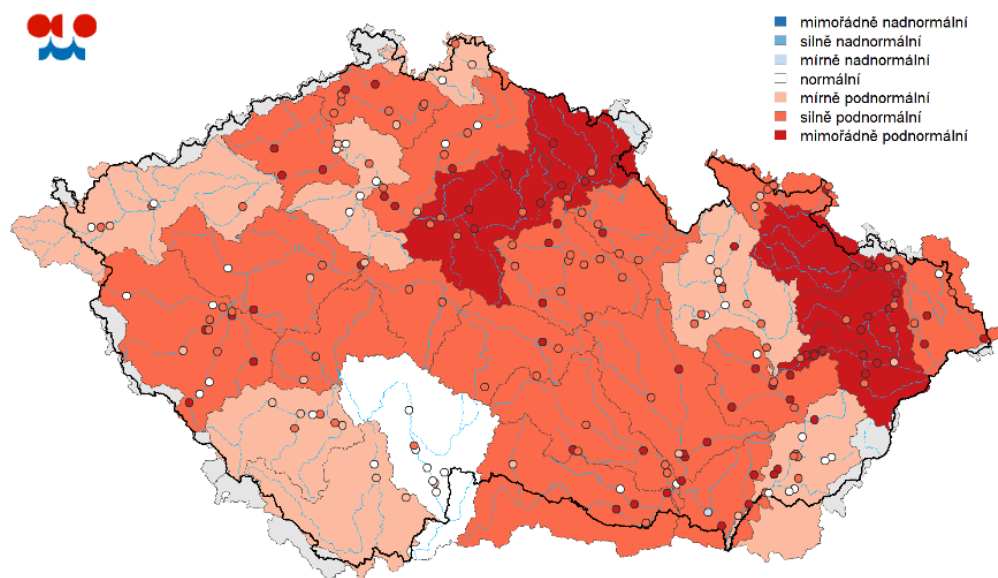 mimořádně nadnormální
silně nadnormální
mírně nadnormální
normální
mírně podnormální
silně podnormální
mimořádně podnormální